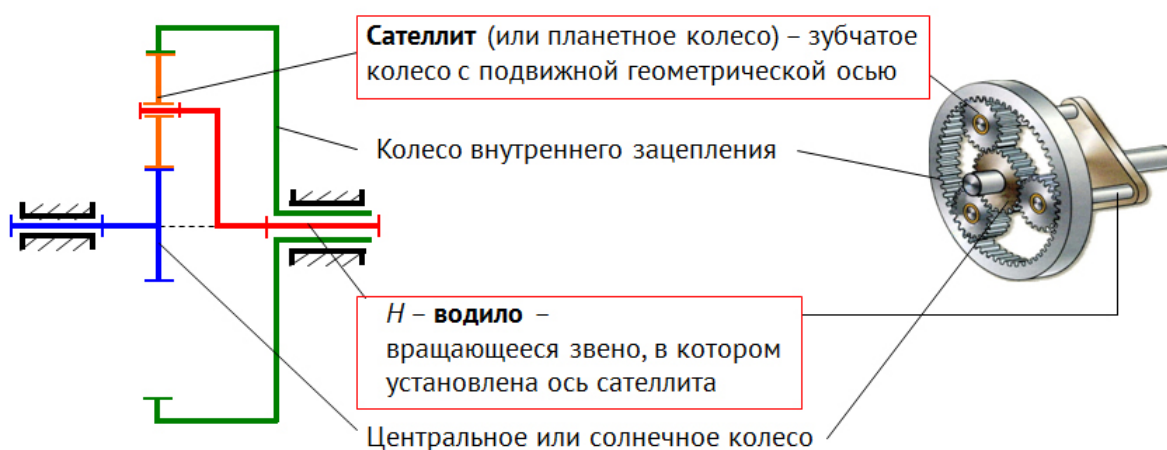 Сателлит (или планетное колесо) – зубчатое
колесо с подвижной геометрической осью
Колесо внутреннего зацепления
H – водило –
вращающееся звено, в котором
установлена ось сателлита
Центральное или солнечное колесо